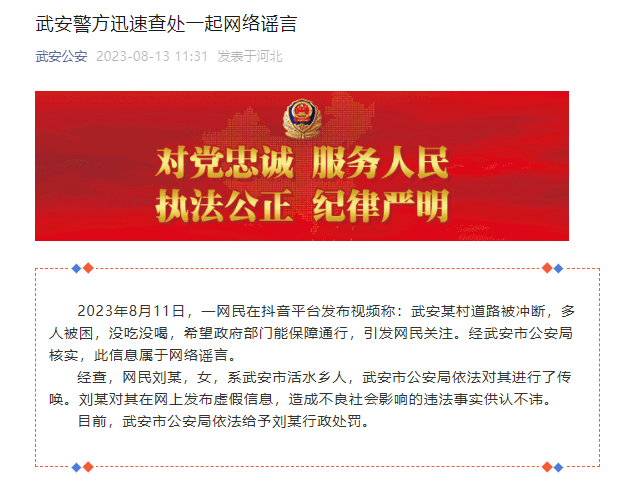 武安警方迅速查处一起网络谣言
武安公安 2023-08-13 11:31 发表于河北
对党忠诚 服务人民
执法公正 纪律严明
2023年8月11日，一网民在抖音平台发布视频称：武安某村道路被冲断，多
人被困，没吃没喝，希望政府部门能保障通行，引发网民关注。经武安市公安局
核实，此信息属于网络谣言。
经查，网民刘某，女，系武安市活水乡人，武安市公安局依法对其进行了传
唤。刘某对其在网上发布虚假信息，造成不良社会影响的违法事实供认不讳。
目前，武安市公安局依法给予刘某行政处罚。